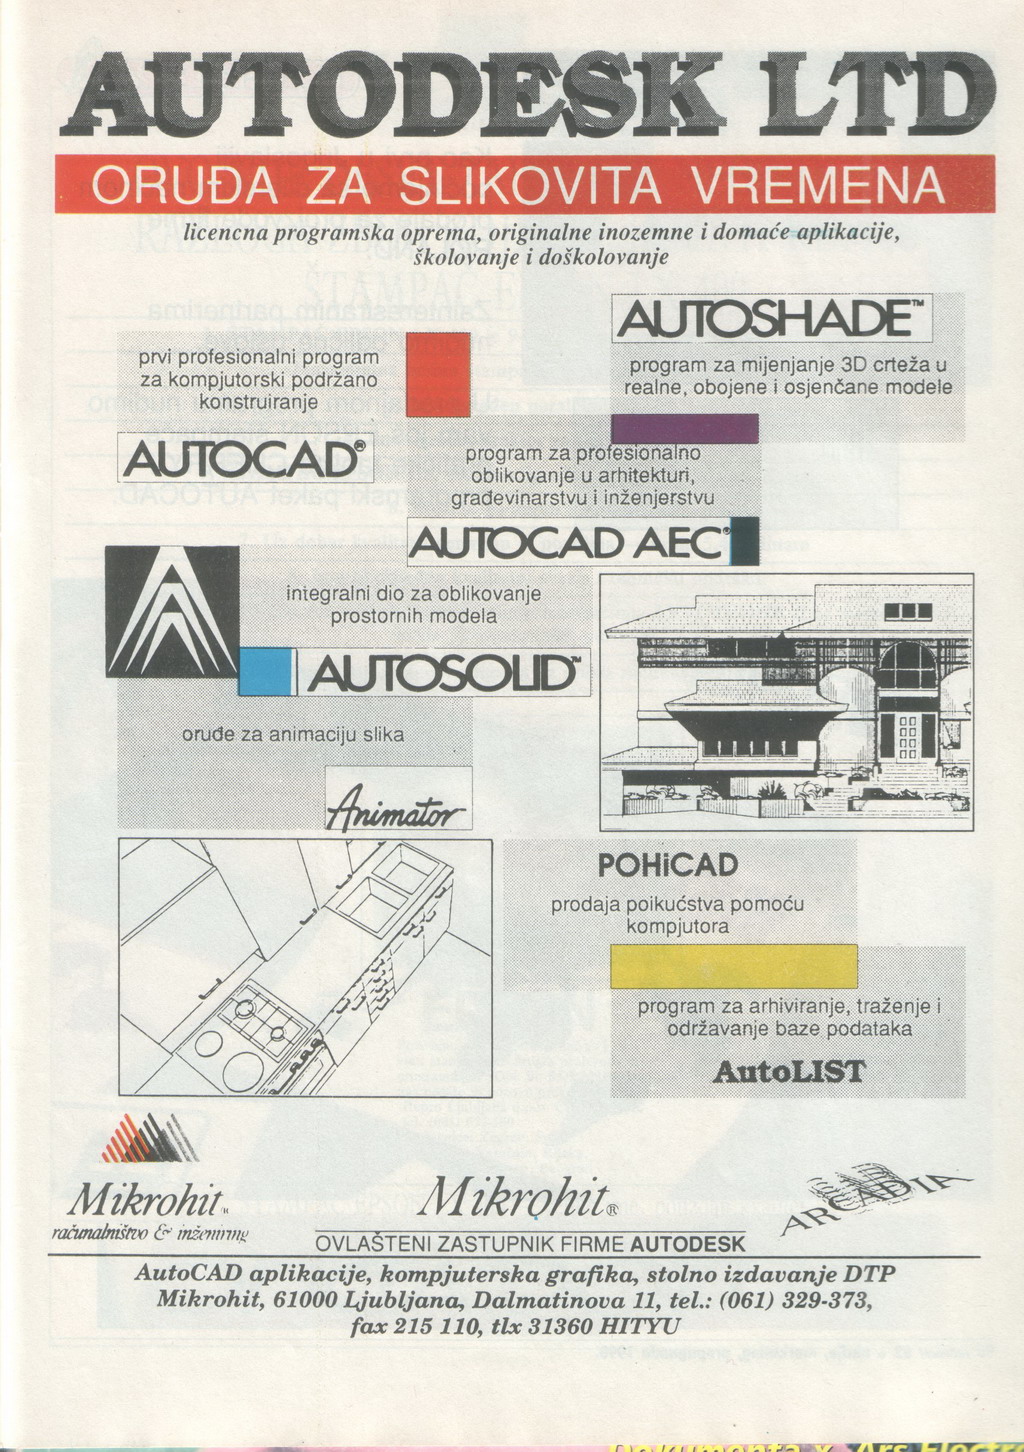 AUTODESK LTD
ORUĐA ZA SLIKOVITA VREMENA
licencna programska oprema, originalne inozemne i domaće aplikacije,
školovanje i doškolovanje
prvi profesionalni program
za kompjutorski podržano
konstruiranje
AUTOCAD®
AUTOSHADE™
program za mijenjanje 3D crteža u
realne, obojene i osjenčane modele
program za profesionalno
oblikovanje u arhitekturi,
građevinarstvu i inženjerstvu
AUTOCAD AEC®
integralni dio za oblikovanje
prostornih modela
AUTOSOLID™
oruđe za animaciju slika
Animator
POHiCAD
prodaja poikućstva pomoću
kompjutora
program za arhiviranje, traženje i
održavanje baze podataka
AutoLIST
Mikrohit
računalništvo & inženiring
Mikrohit®
OVLAŠTENI ZASTUPNIK FIRME AUTODESK
ARCADIA
AutoCAD aplikacije, kompjuterska grafika, stolno izdavanje DTP
Mikrohit, 61000 Ljubljana, Dalmatinova 11, tel.: (061) 329-373,
fax 215 110, tlx 31360 HITYU